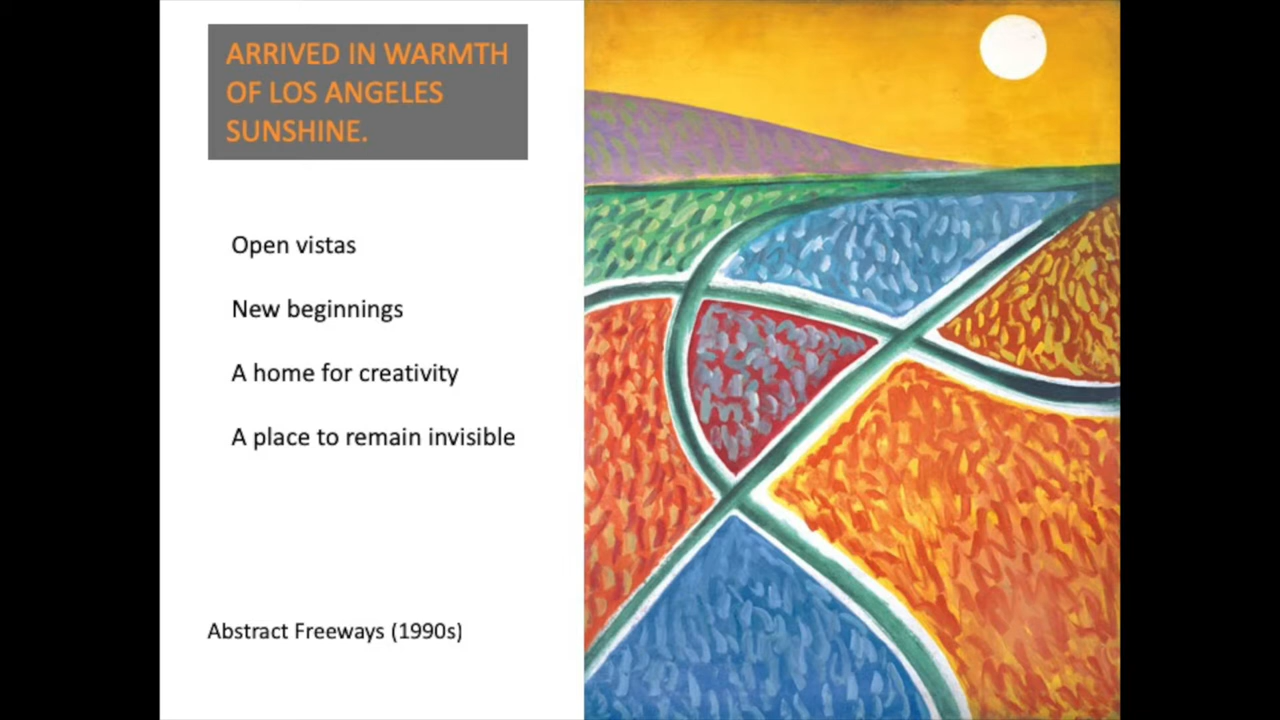 ARRIVED IN WARMTH
OF LOS ANGELES
SUNSHINE.
Open vistas
New beginnings
A home for creativity
A place to remain invisible
Abstract Freeways (1990s)